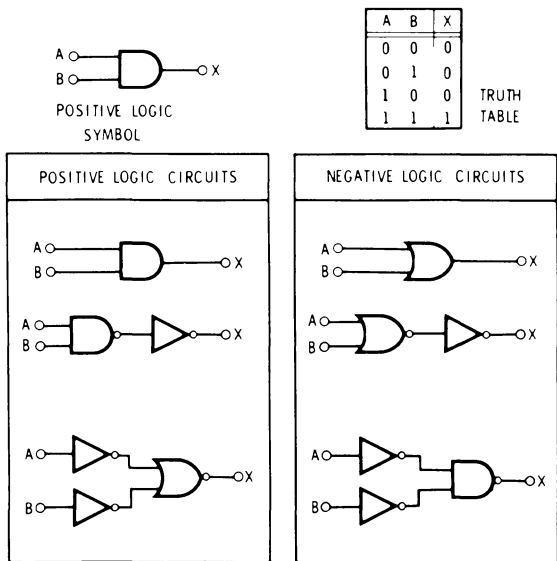 A B X
A
0 0 0
X
B
0 1 0
1 0 0 TRUTH
POSITIVE LOGIC
1 1 1 TABLE
SYMBOL
POSITIVE LOGIC CIRCUITS
NEGATIVE LOGIC CIRCUITS
A
B
X
A
B
X
A
B
X
A
B
X
A
B
X
A
B
X